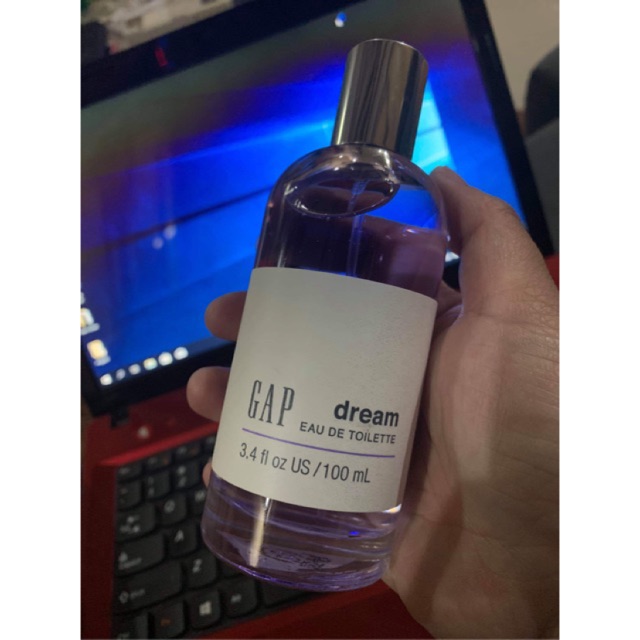 GAP
dream
EAU DE TOILETTE
3.4 fl oz US / 100 mL